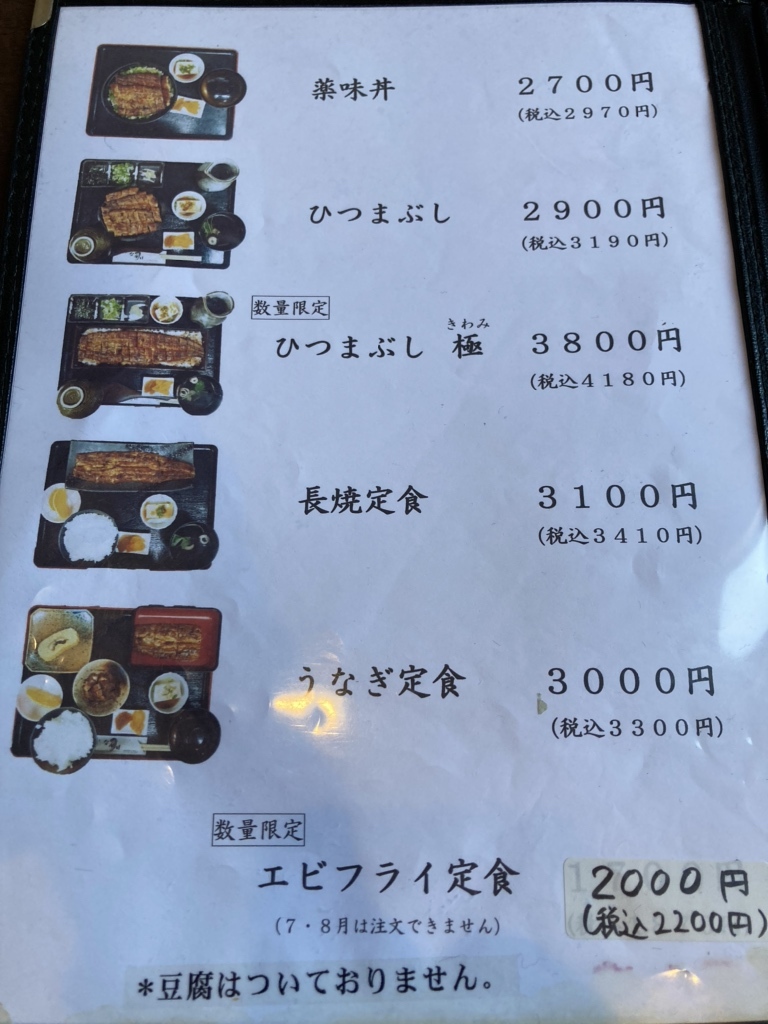 薬味丼 2700円
(税込2970円)
ひつまぶし 2900円
(税込3190円)
数量限定
きわみ
ひつまぶし 極 3800円
(税込4180円)
長焼定食 3100円
(税込3410円)
うなぎ定食 3000円
(税込3300円)
数量限定
エビフライ定食 2000円
(7・8月は注文できません) (税込2200円)
*豆腐はついておりません。